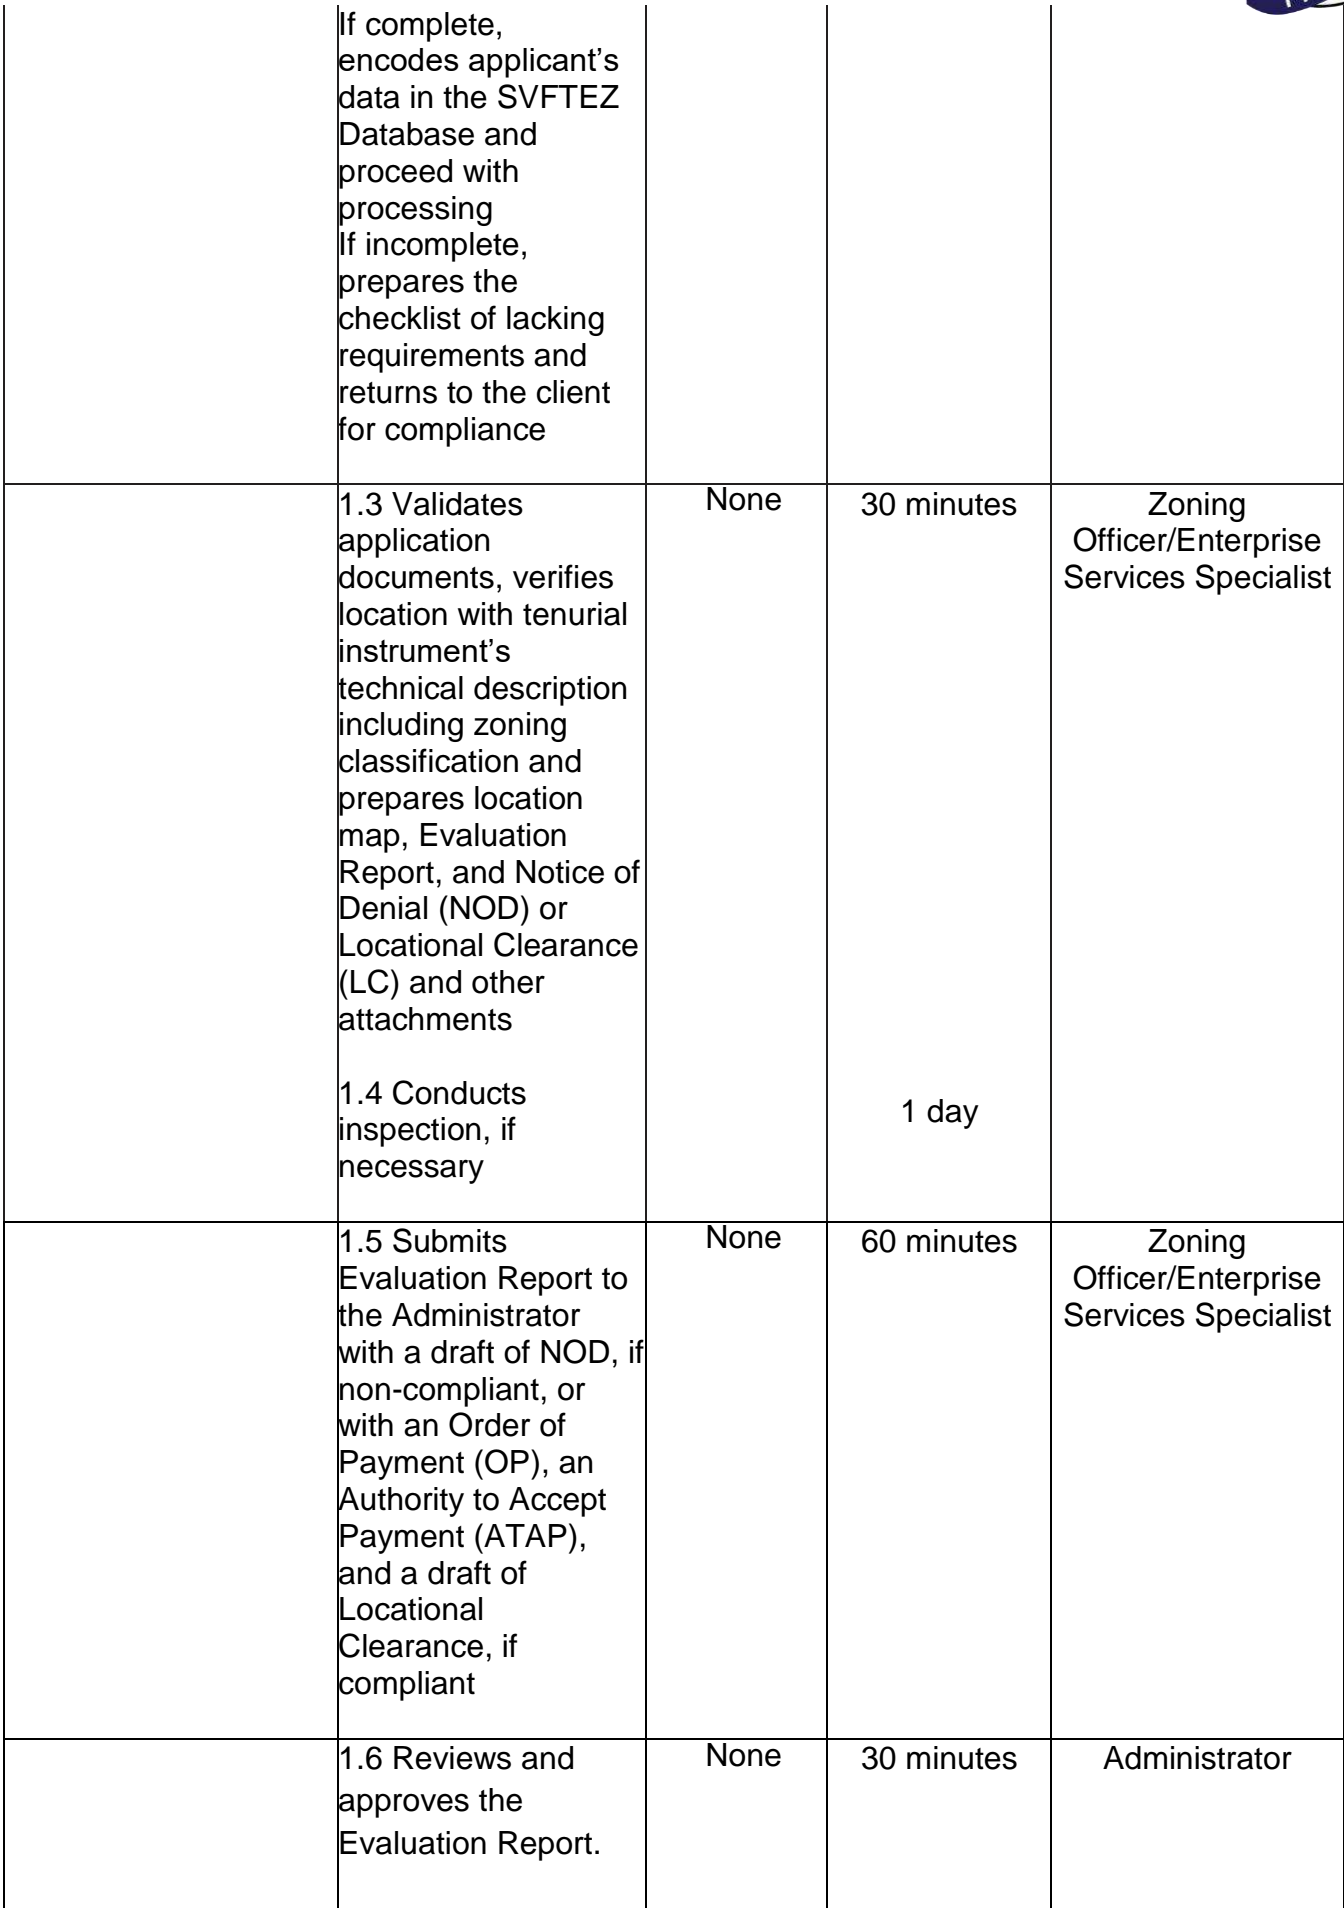 If complete,
encodes applicant’s
data in the SVFTEZ
Database and
proceed with
processing
If incomplete,
prepares the
checklist of lacking
requirements and
returns to the client
for compliance
1.3 Validates
application
documents, verifies
location with tenurial
instrument’s
technical description
including zoning
classification and
prepares location
map, Evaluation
Report, and Notice of
Denial (NOD) or
Locational Clearance
(LC) and other
attachments
1.4 Conducts
inspection, if
necessary
None
30 minutes
1 day
Zoning
Officer/Enterprise
Services Specialist
1.5 Submits
Evaluation Report to
the Administrator
with a draft of NOD, if
non-compliant, or
with an Order of
Payment (OP), an
Authority to Accept
Payment (ATAP),
and a draft of
Locational
Clearance, if
compliant
None
60 minutes
Zoning
Officer/Enterprise
Services Specialist
1.6 Reviews and
approves the
Evaluation Report.
None
30 minutes
Administrator